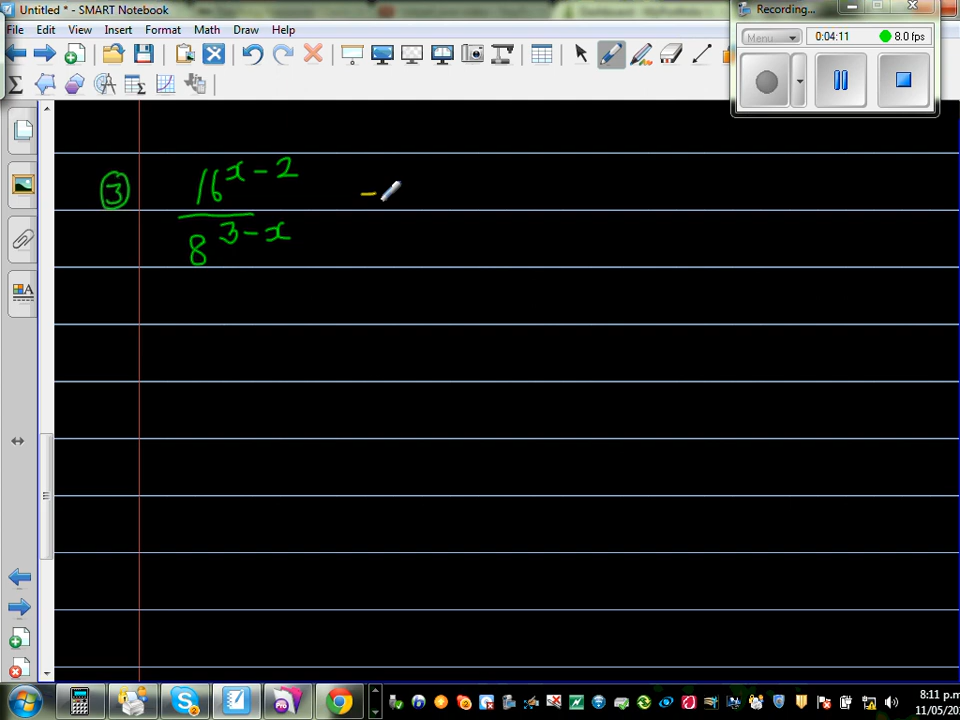 Untitled * - SMART Notebook
Recording...
File Edit View Insert Format Math Draw Help
Menu
0:04:11
8.0 fps
③ 16^{x-2} -
8^{3-x}
8:11 p.m
11/05/20